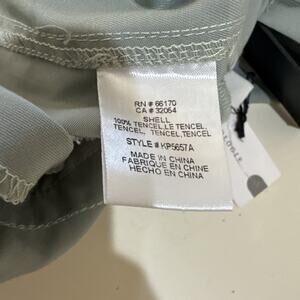 RN # 66170
CA # 32054
SHELL
100% TENCEL,LE TENCEL,
TENCEL, TENCEL,TENCEL
STYLE # KP5657A
MADE IN CHINA
FABRIQUE EN CHINE
HECHO EN CHINA